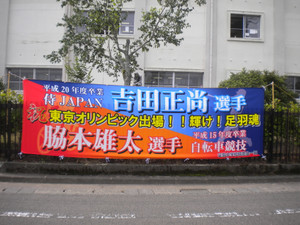 平成20年度卒業
侍JAPAN 吉田正尚選手
祝 東京オリンピック出場!!輝け!足羽魂
平成15年度卒業
脇本雄太選手 自転車競技